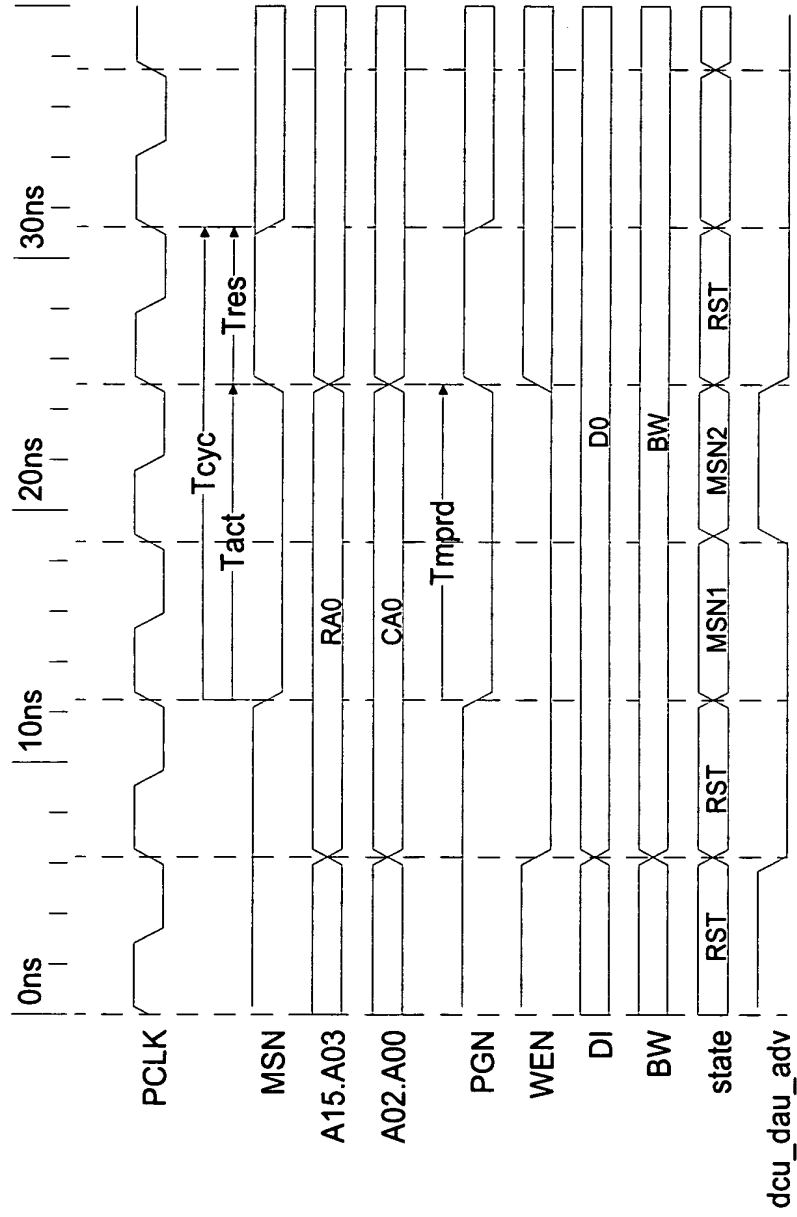 0ns 10ns 20ns 30ns
PCLK
Tcyc
Tact Tres
MSN
A15.A03 RA0
A02.A00 CA0
Tmprd
PGN
WEN
DI D0
BW BW
state RST RST MSN1 MSN2 RST
dcu_dau_adv